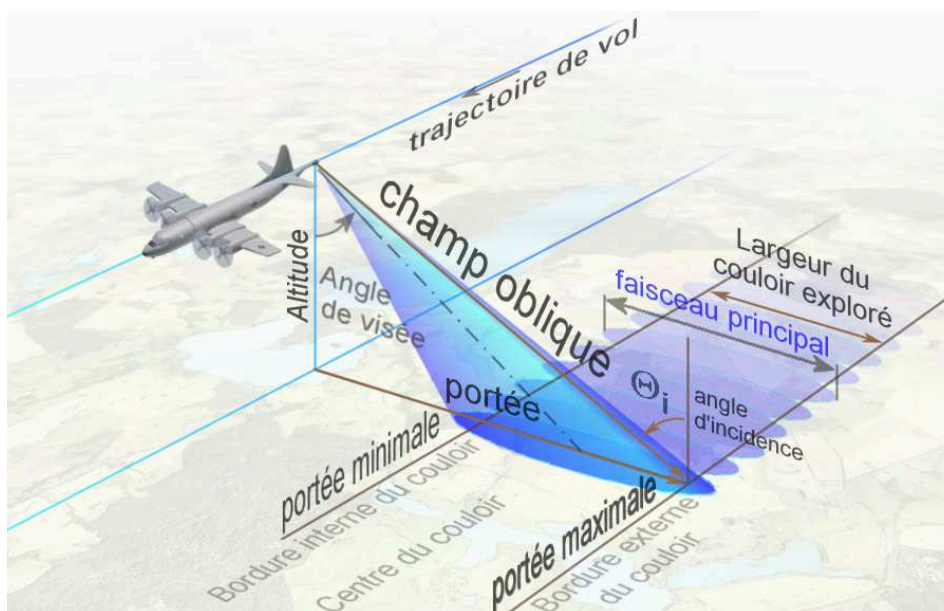 trajectoire de vol
champ oblique
Altitude
Angle
de visée
Largeur du
couloir exploré
faisceau principal
portée
Θi
angle
d'incidence
portée minimale
Bordure interne du couloir
Centre du couloir
portée maximale
Bordure externe
du couloir